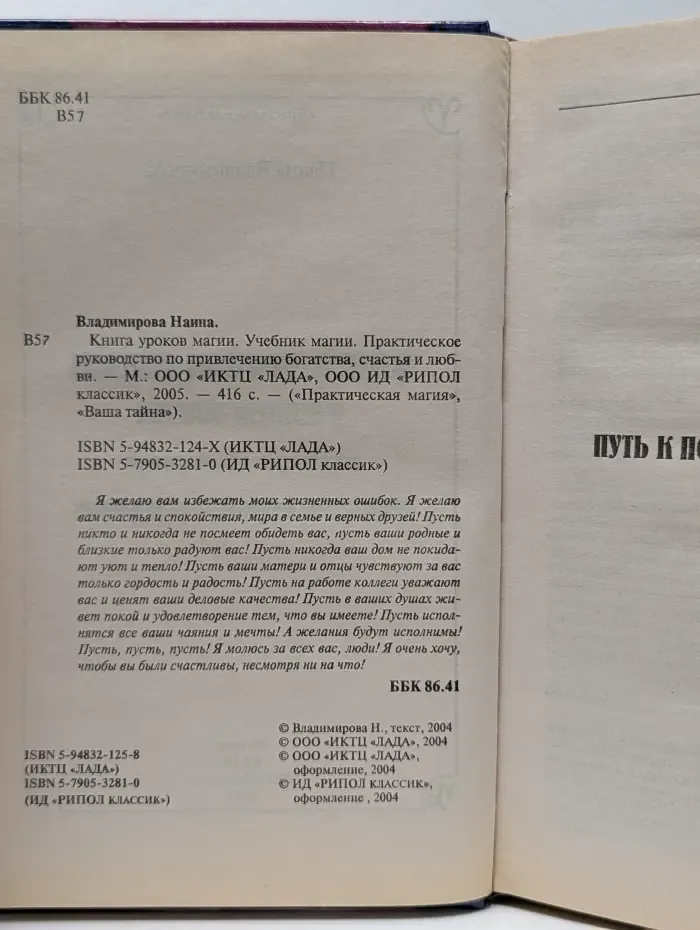 ББК 86.41
В57
Владимирова Наина.
В57
Книга уроков магии. Учебник магии. Практическое
руководство по привлечению богатства, счастья и люб-
ви. — М.: ООО «ИКТЦ «ЛАДА», ООО ИД «РИПОЛ
классик», 2005. — 416 с. — («Практическая магия»,
«Ваша тайна»).
ISBN 5-94832-124-X (ИКТЦ «ЛАДА»)
ISBN 5-7905-3281-0 (ИД «РИПОЛ классик»)
Я желаю вам избежать моих жизненных ошибок. Я желаю
вам счастья и спокойствия, мира в семье и верных друзей! Пусть
никто и никогда не посмеет обидеть вас, пусть ваши родные и
близкие только радуют вас! Пусть никогда ваш дом не покида-
ют уют и тепло! Пусть ваши матери и отцы чувствуют за вас
только гордость и радость! Пусть на работе коллеги уважают
вас и ценят ваши деловые качества! Пусть в ваших душах жи-
вет покой и удовлетворение тем, что вы имеете! Пусть испол-
нятся все ваши чаяния и мечты! А желания будут исполнимы!
Пусть, пусть, пусть! Я молюсь за всех вас, люди! Я очень хочу,
чтобы вы были счастливы, несмотря ни на что!
ББК 86.41
© Владимирова Н., текст, 2004
© ООО «ИКТЦ «ЛАДА», 2004
© ООО «ИКТЦ «ЛАДА»,
оформление, 2004
© ИД «РИПОЛ КЛАССИК»,
оформление , 2004
ISBN 5-94832-125-8
(ИКТЦ «ЛАДА»)
ISBN 5-7905-3281-0
(ИД «РИПОЛ КЛАССИК»)
ПУТЬ К